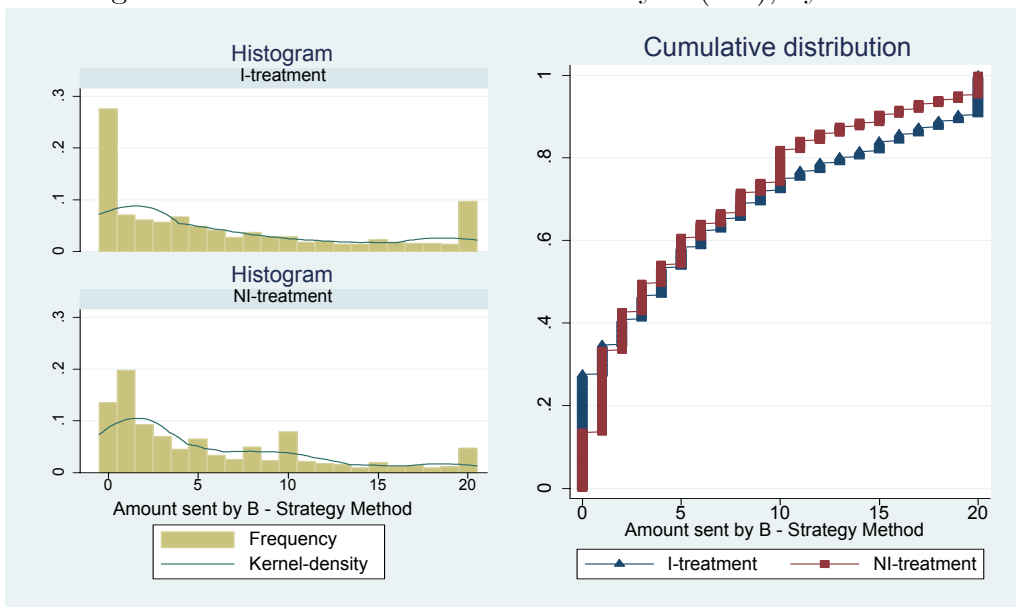 Histogram
I-treatment
.3
.2
.1
0
Histogram
NI-treatment
.3
.2
.1
0
0 5 10 15 20
Amount sent by B - Strategy Method
Frequency
Kernel-density
Cumulative distribution
1
.8
.6
.4
.2
0
0 5 10 15 20
Amount sent by B - Strategy Method
I-treatment NI-treatment